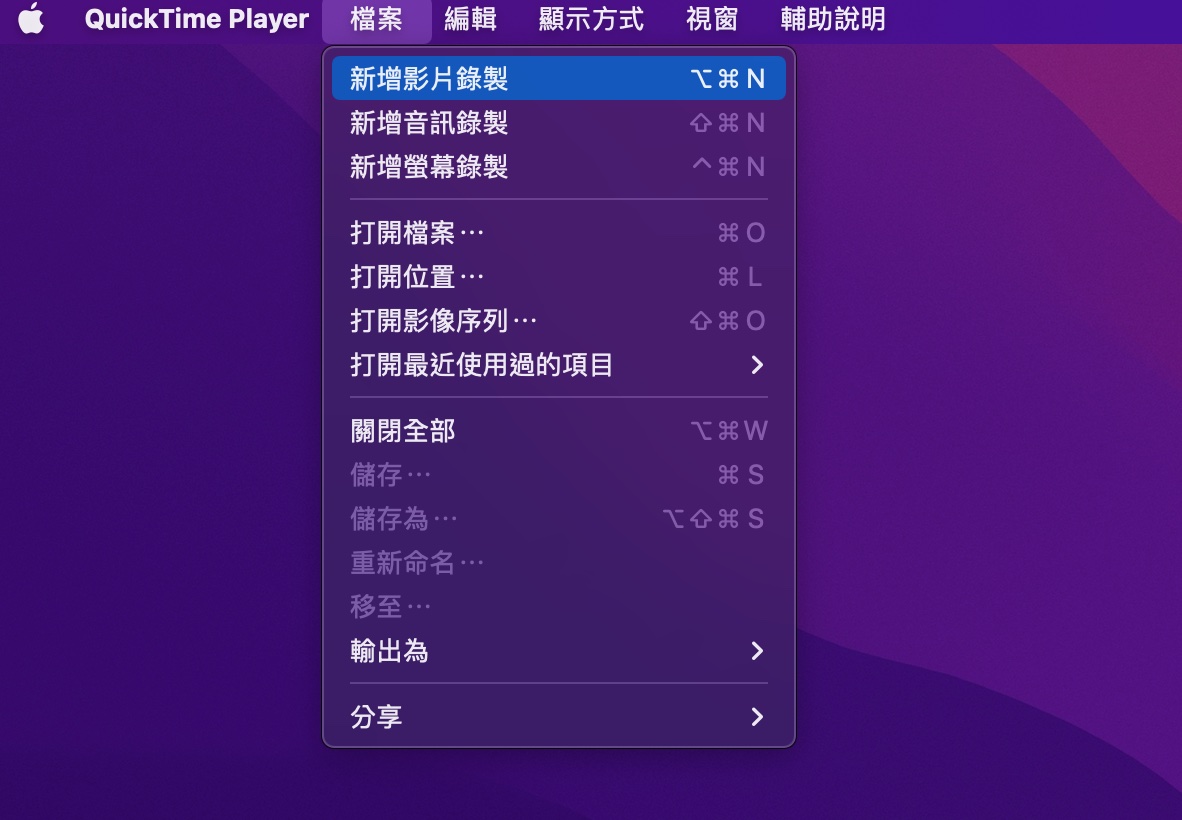 QuickTime Player 檔案 編輯 顯示方式 視窗 輔助說明
新增影片錄製 ⌥⌘N
新增音訊錄製 ⇧⌘N
新增螢幕錄製 ^⌘N
打開檔案⋯ ⌘O
打開位置⋯ ⌘L
打開影像序列⋯ ⇧⌘O
打開最近使用過的項目
關閉全部 ⌥⌘W
儲存⋯ ⌘S
儲存為⋯ ⌥⇧⌘S
重新命名⋯
移至⋯
輸出為
分享